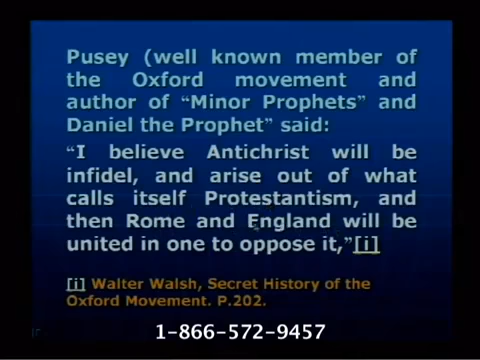 Pusey (well known member of
the Oxford movement and
author of “Minor Prophets” and
Daniel the Prophet” said:
“I believe Antichrist will be
infidel, and arise out of what
calls itself Protestantism, and
then Rome and England will be
united in one to oppose it,”[i]
[i] Walter Walsh, Secret History of the
Oxford Movement. P.202.
1-866-572-9457